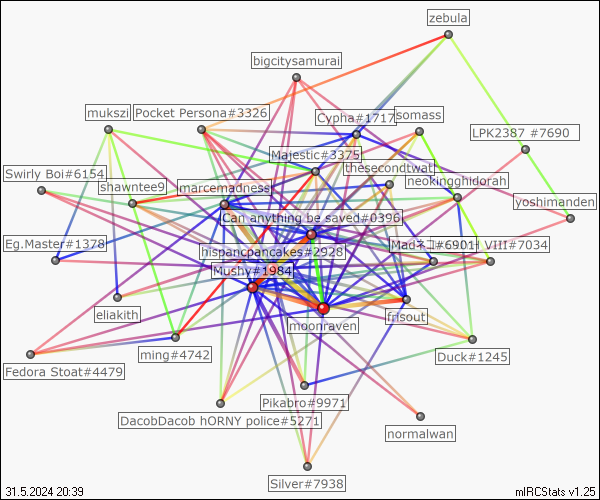 zebula
bigcitysamurai
mukszi
Pocket Persona#3326
Cypha#1717
somass
LPK2387 #7690
Majestic#3375
thesecondtwat
Swirly Boi#6154
shawntee9
marcemadness
neokingghidorah
yoshimanden
Can anything be saved#0396
Eg.Master#1378
hispancpancakes#2928
VIII#7034
Mushy#1984
eliakith
moonraven
frisout
ming#4742
Duck#1245
Fedora Stoat#4479
Pikabro#9971
DacobDacob hORNY police#5271
normalwan
Silver#7938
31.5.2024 20:39
mIRCStats v1.25